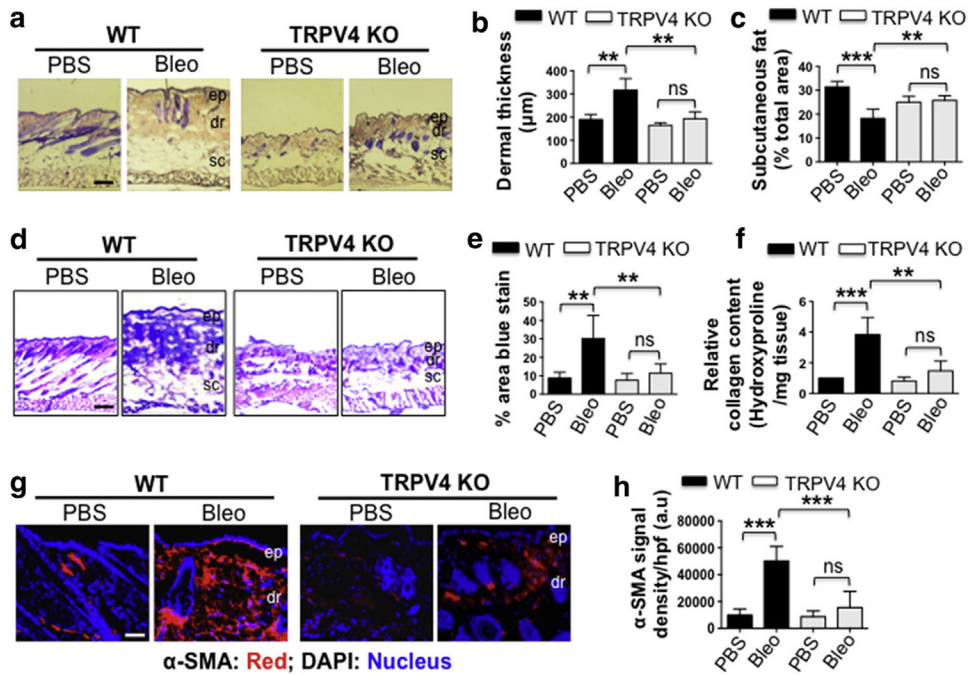 a
WT
TRPV4 KO
PBS
Bleo
PBS
Bleo
ep
dr
sc
ep
dr
sc
b
WT
TRPV4 KO
Dermal thickness
(μm)
400
300
200
100
0
**
**
ns
PBS
Bleo
PBS
Bleo
c
WT
TRPV4 KO
Subcutaneous fat
(% total area)
40
30
20
10
0
***
**
ns
PBS
Bleo
PBS
Bleo
d
WT
TRPV4 KO
PBS
Bleo
PBS
Bleo
ep
dr
sc
ep
dr
sc
e
WT
TRPV4 KO
% area blue stain
50
40
30
20
10
0
**
**
ns
PBS
Bleo
PBS
Bleo
f
WT
TRPV4 KO
Relative
collagen content
(Hydroxyproline
/mg tissue)
6
4
2
0
***
**
ns
PBS
Bleo
PBS
Bleo
g
WT
TRPV4 KO
PBS
Bleo
PBS
Bleo
ep
dr
ep
dr
α-SMA: Red; DAPI: Nucleus
h
WT
TRPV4 KO
α-SMA signal
density/hpf (a.u)
80000
60000
40000
20000
0
***
***
ns
PBS
Bleo
PBS
Bleo